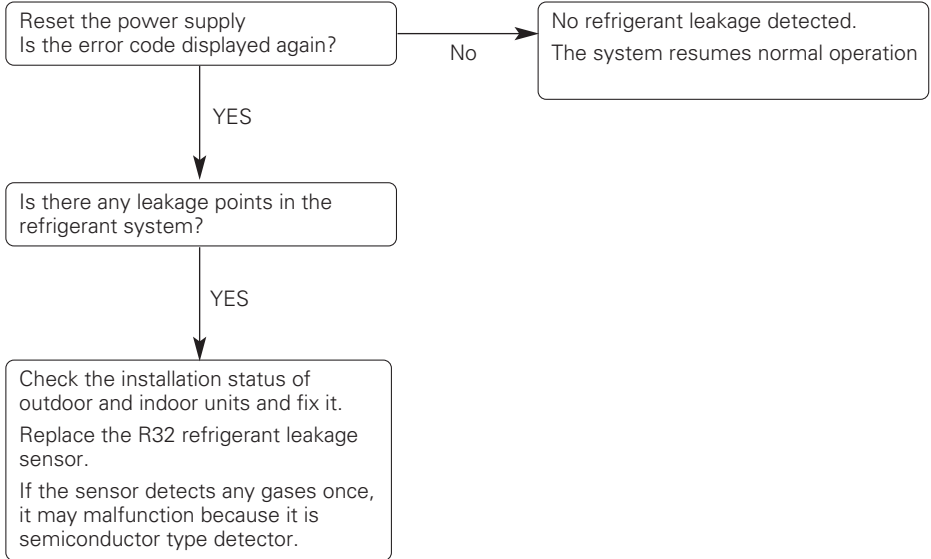 Reset the power supply
Is the error code displayed again?
No
No refrigerant leakage detected.
The system resumes normal operation
YES
Is there any leakage points in the
refrigerant system?
YES
Check the installation status of
outdoor and indoor units and fix it.
Replace the R32 refrigerant leakage
sensor.
If the sensor detects any gases once,
it may malfunction because it is
semiconductor type detector.